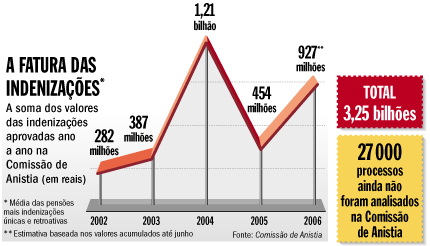 A FATURA DAS
INDENIZAÇÕES*
A soma dos valores
das indenizações
aprovadas ano
a ano na
Comissão de
Anistia (em reais)
* Média das pensões
mais indenizações
únicas e retroativas
** Estimativa baseada nos valores acumulados até junho
282
milhões
387
milhões
1,21
bilhão
454
milhões
927**
milhões
2002 2003 2004 2005 2006
Fonte: Comissão de Anistia
TOTAL
3,25 bilhões
27 000
processos
ainda não
foram analisados
na Comissão
de Anistia